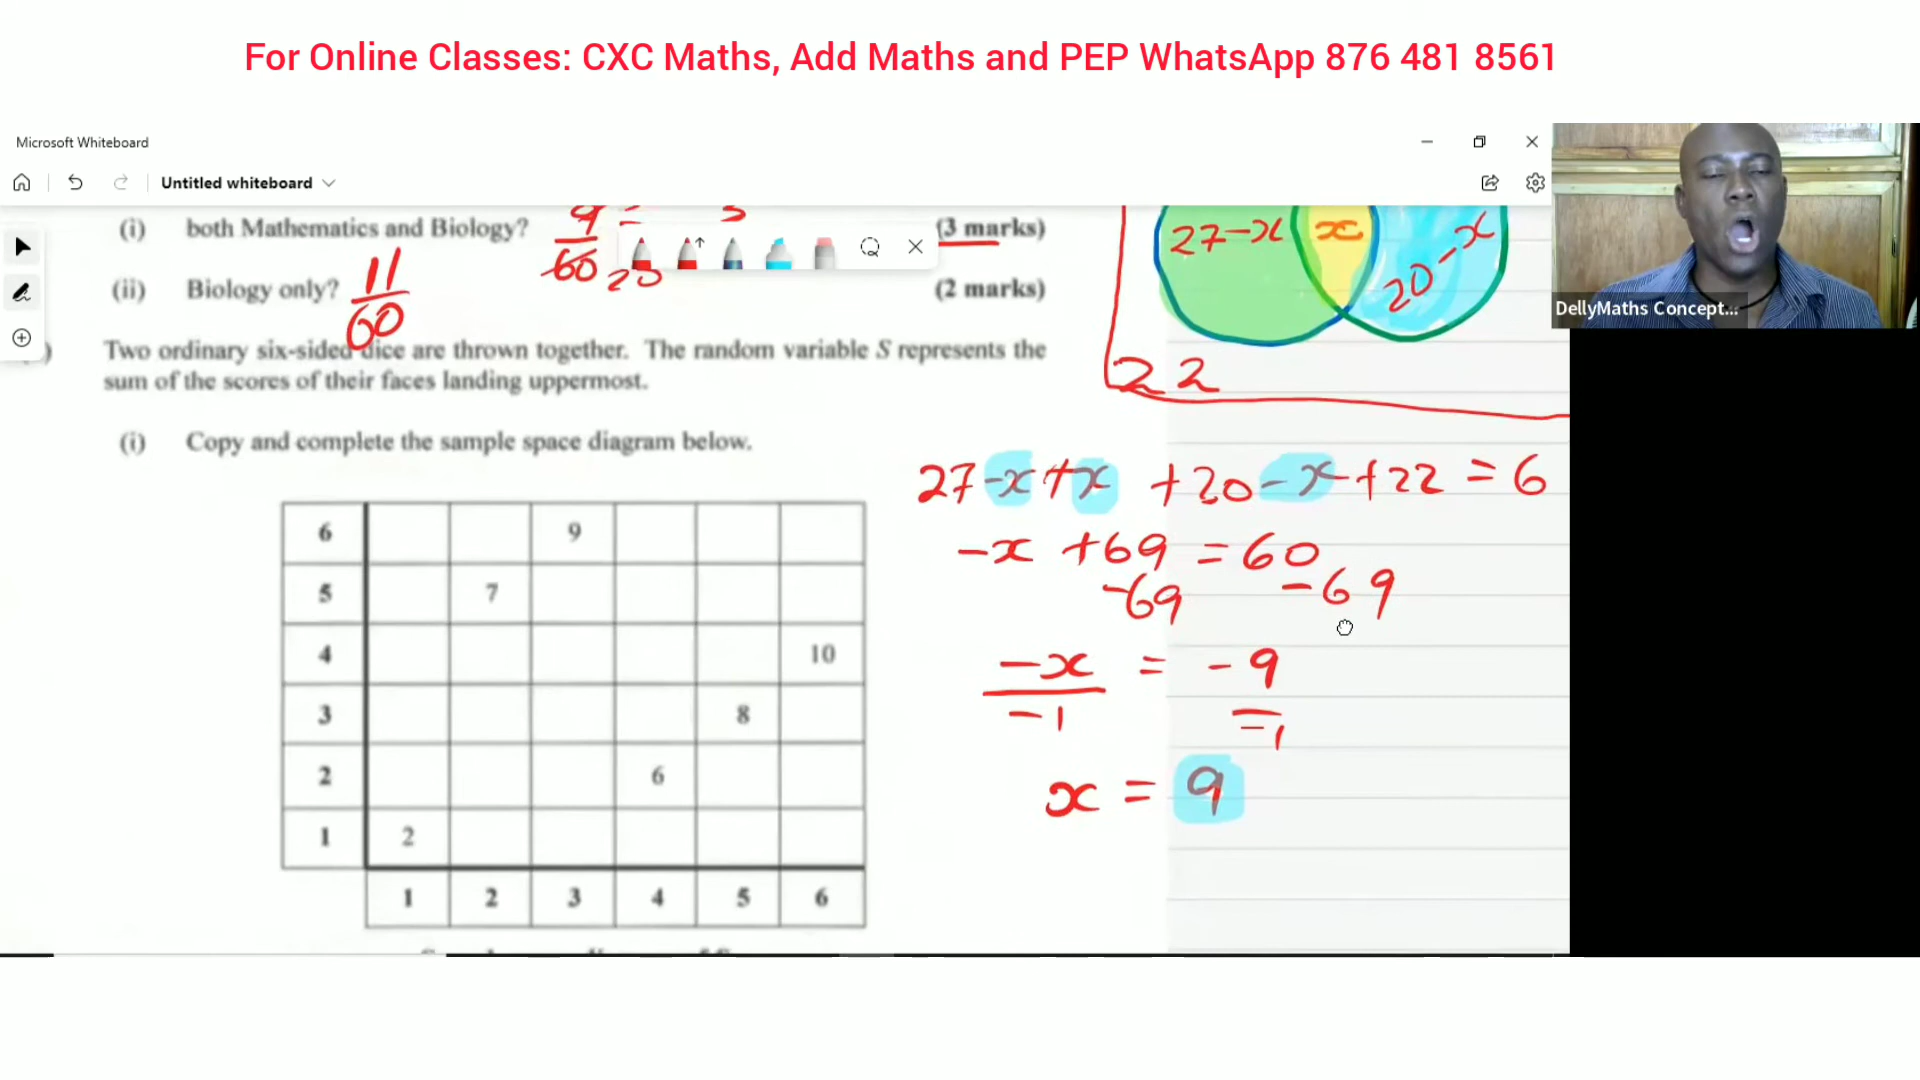 For Online Classes: CXC Maths, Add Maths and PEP WhatsApp 876 481 8561
Microsoft Whiteboard
Untitled whiteboard
DellyMaths Concept...
(i) both Mathematics and Biology? 9/60 = (3 marks)
(ii) Biology only? 11/60 (2 marks)
Two ordinary six-sided dice are thrown together. The random variable S represents the
sum of the scores of their faces landing uppermost.
(i) Copy and complete the sample space diagram below.
6 9
5 7
4 10
3 8
2 6
1 2
1 2 3 4 5 6
27-x x 20-x
22
27-x+x +20-x+22 = 6
-x +69 = 60
-69 -69
-x = -9
-1 -1
x = 9